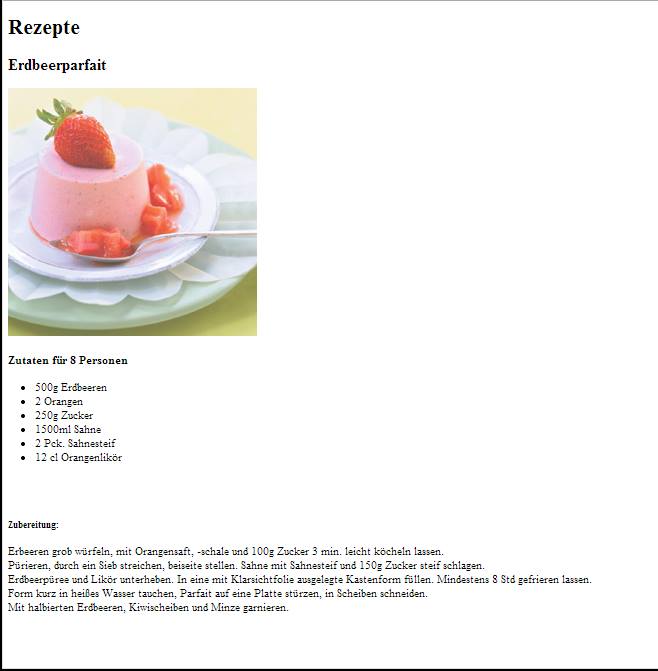 Rezepte
Erdbeerparfait
Zutaten für 8 Personen
500g Erdbeeren
2 Orangen
250g Zucker
1500ml Sahne
2 Pck. Sahnesteif
12 cl Orangenlikör
Zubereitung:
Erbeeren grob würfeln, mit Orangensaft, -schale und 100g Zucker 3 min. leicht köcheln lassen.
Pürieren, durch ein Sieb streichen, beiseite stellen. Sahne mit Sahnesteif und 150g Zucker steif schlagen.
Erdbeerpüree und Likör unterheben. In eine mit Klarsichtfolie ausgelegte Kastenform füllen. Mindestens 8 Std gefrieren lassen.
Form kurz in heißes Wasser tauchen, Parfait auf eine Platte stürzen, in Scheiben schneiden.
Mit halbierten Erdbeeren, Kiwischeiben und Minze garnieren.